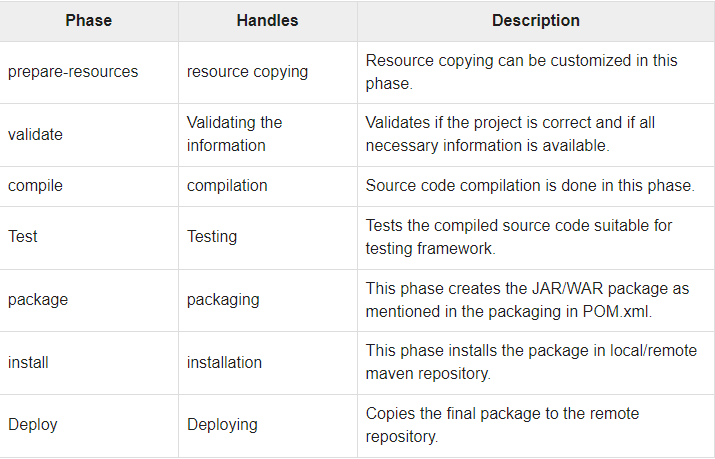 Phase Handles Description
prepare-resources resource copying Resource copying can be customized in this
phase.
validate Validating the
information Validates if the project is correct and if all
necessary information is available.
compile compilation Source code compilation is done in this phase.
Test Testing Tests the compiled source code suitable for
testing framework.
package packaging This phase creates the JAR/WAR package as
mentioned in the packaging in POM.xml.
install installation This phase installs the package in local/remote
maven repository.
Deploy Deploying Copies the final package to the remote
repository.